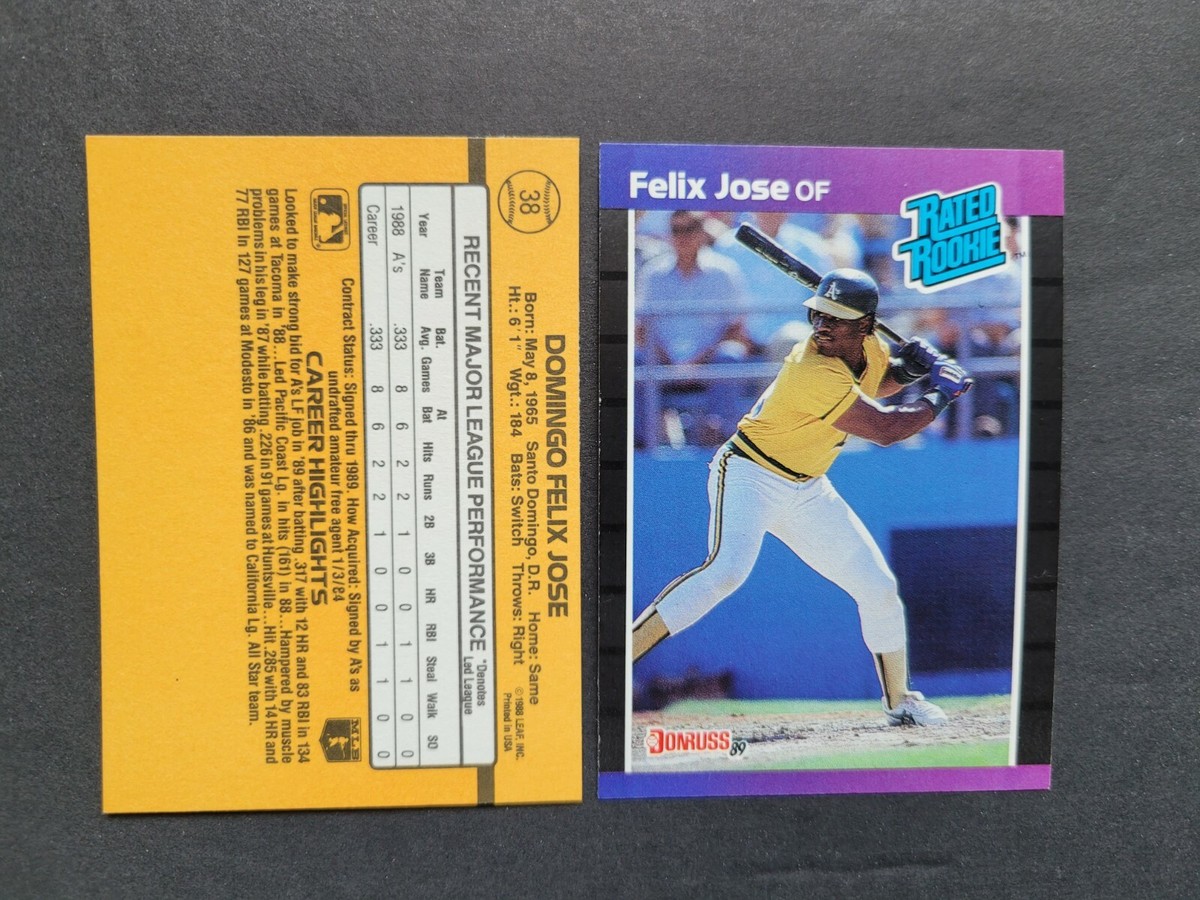 38
DOMINGO FELIX JOSE
Born: May 8, 1965 Santo Domingo, D.R. Home: Same
Ht.: 6' 1" Wgt.: 184 Bats: Switch Throws: Right
©1988 LEAF, INC.
Printed in USA
RECENT MAJOR LEAGUE PERFORMANCE *Denotes
Led League
Year Team Name Bat. Avg. Games At Bat Hits Runs 2B 3B HR RBI Steal Walk SO
1988 A's .333 8 6 2 2 1 0 0 1 1 0 0
Career .333 8 6 2 2 1 0 0 1 1 0 0
Contract Status: Signed thru 1989. How Acquired: Signed by A's as
undrafted amateur free agent 1/3/84
CAREER HIGHLIGHTS
Looked to make strong bid for A's LF job in '89 after batting .317 with 12 HR and 83 RBI in 134
games at Tacoma in '88...Led Pacific Coast Lg. in hits (161) in 88...Hampered by muscle
problems in his leg in '87 while batting .226 in 91 games at Huntsville...Hit .285 with 14 HR and
77 RBI in 127 games at Modesto in '86 and was named to California Lg. All Star team.
MLB
Felix Jose OF
RATED
ROOKIE
TM
A's
DONRUSS
89